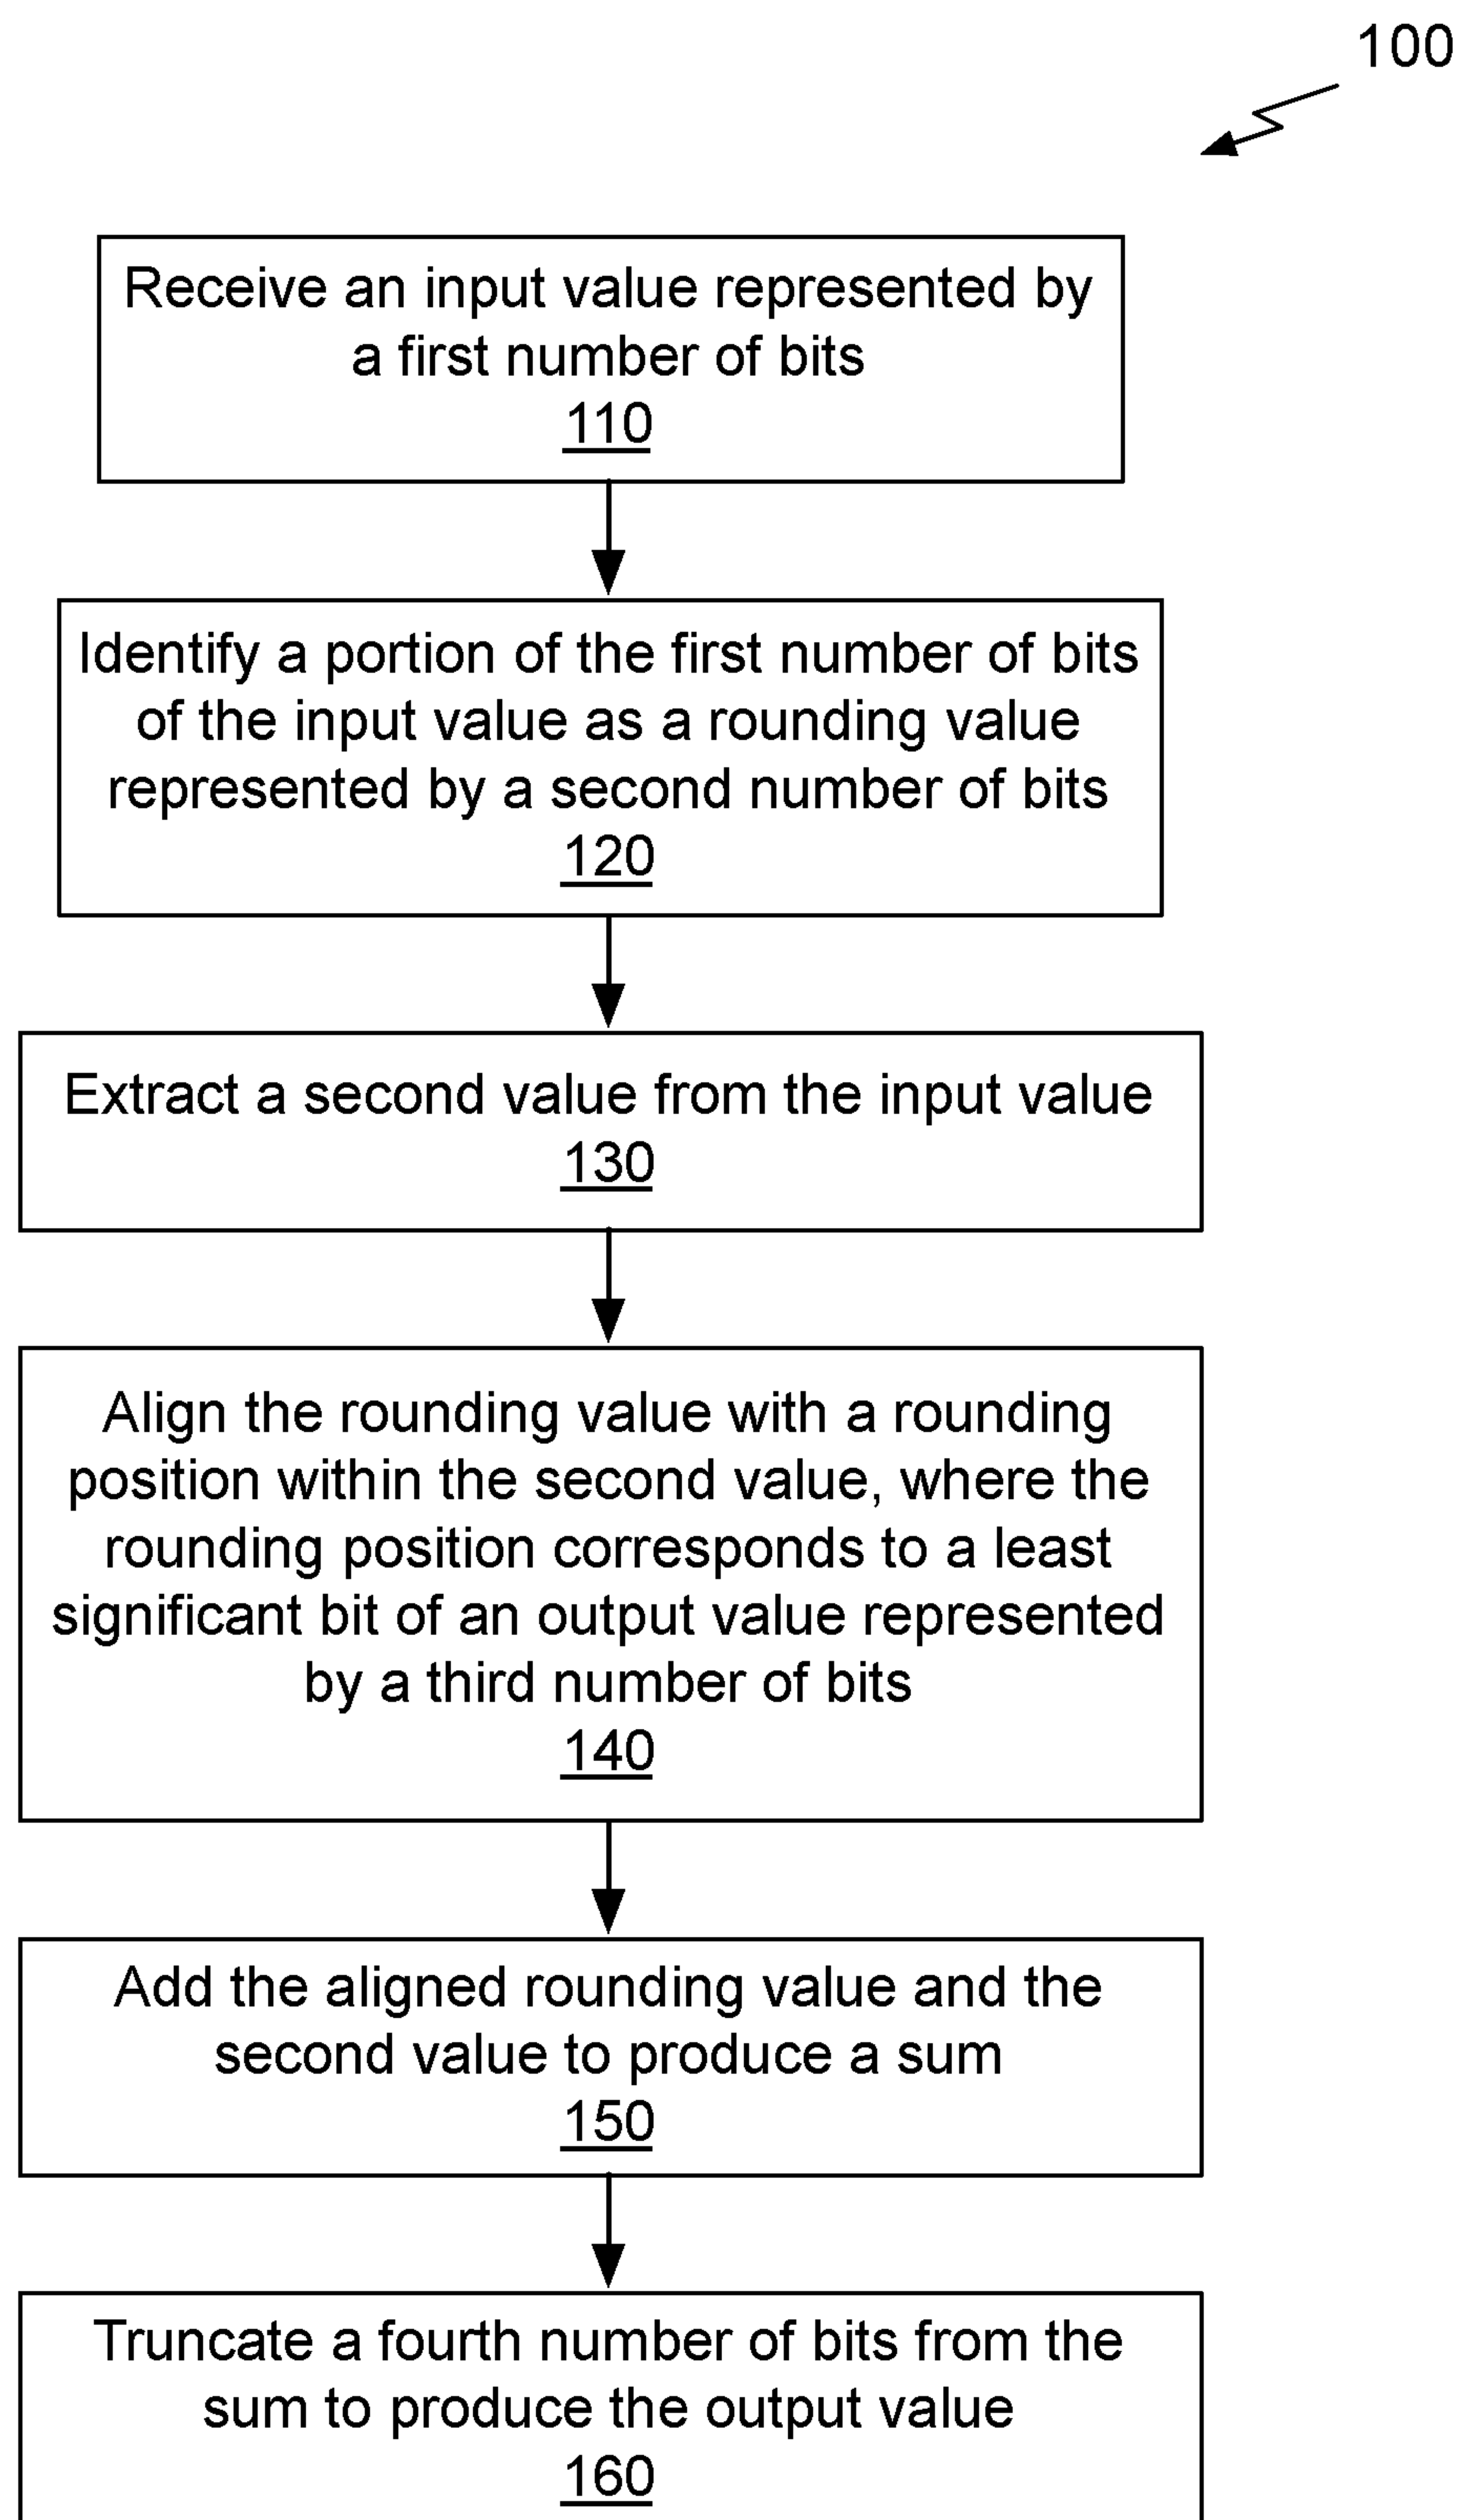 100
Receive an input value represented by
a first number of bits
110
Identify a portion of the first number of bits
of the input value as a rounding value
represented by a second number of bits
120
Extract a second value from the input value
130
Align the rounding value with a rounding
position within the second value, where the
rounding position corresponds to a least
significant bit of an output value represented
by a third number of bits
140
Add the aligned rounding value and the
second value to produce a sum
150
Truncate a fourth number of bits from the
sum to produce the output value
160